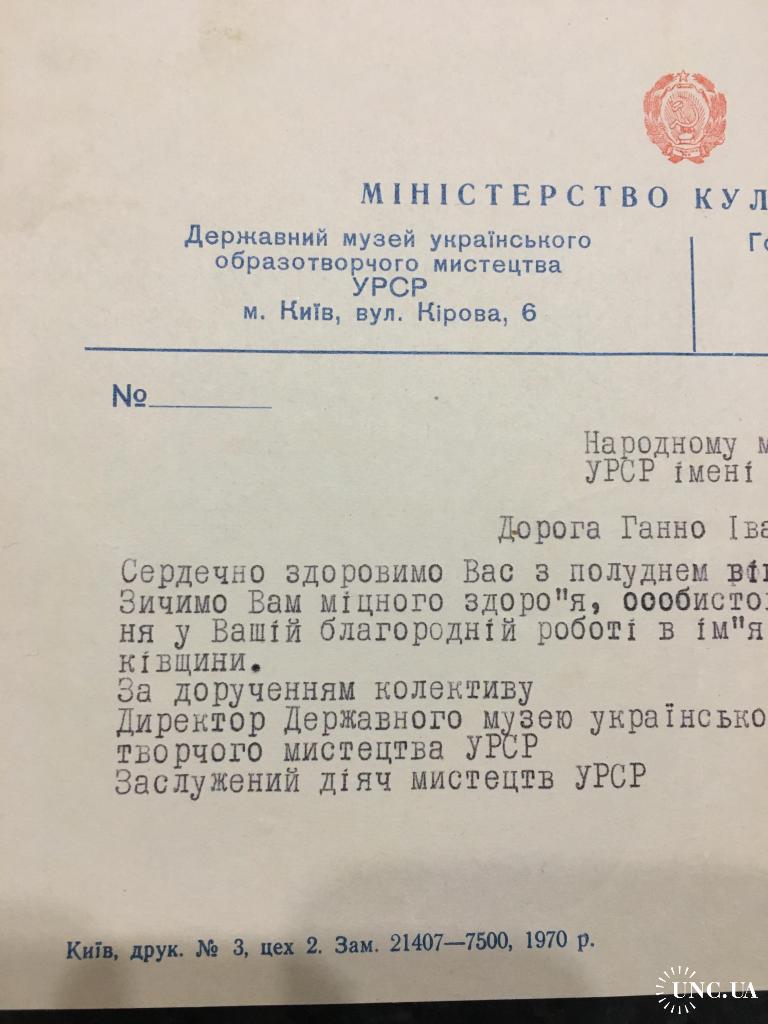 МІНІСТЕРСТВО КУЛ
Державний музей українського
образотворчого мистецтва
УРСР
м. Київ, вул. Кірова, 6
Го
№
Народному м
УРСР імені
Дорога Ганно Іва
Сердечно здоровимо Вас з полуднем вік
Зичимо Вам міцного здоро"я, особистог
ня у Вашій благородній роботі в ім"я
ківщини.
За дорученням колективу
Директор Державного музею українсько
творчого мистецтва УРСР
Заслужений діяч мистецтв УРСР
Київ, друк. № 3, цех 2. Зам. 21407—7500, 1970 р.
UNC.UA